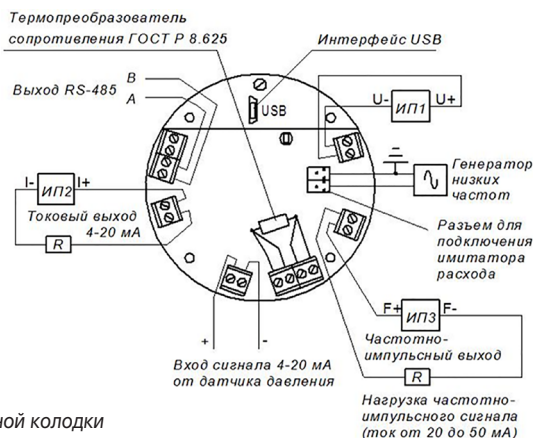 Термопреобразователь
сопротивления ГОСТ Р 8.625
Интерфейс USB
Выход RS-485
B
A
USB
U-
ИП1
U+
Генератор
низких
частот
I-
ИП2
I+
Токовый выход
4-20 мА
R
Разъем для
подключения
имитатора
расхода
F+
ИП3
F-
Частотно-
импульсный выход
+
-
Вход сигнала 4-20 мА
от датчика давления
R
Нагрузка частотно-
импульсного сигнала
(ток от 20 до 50 мА)
ной колодки